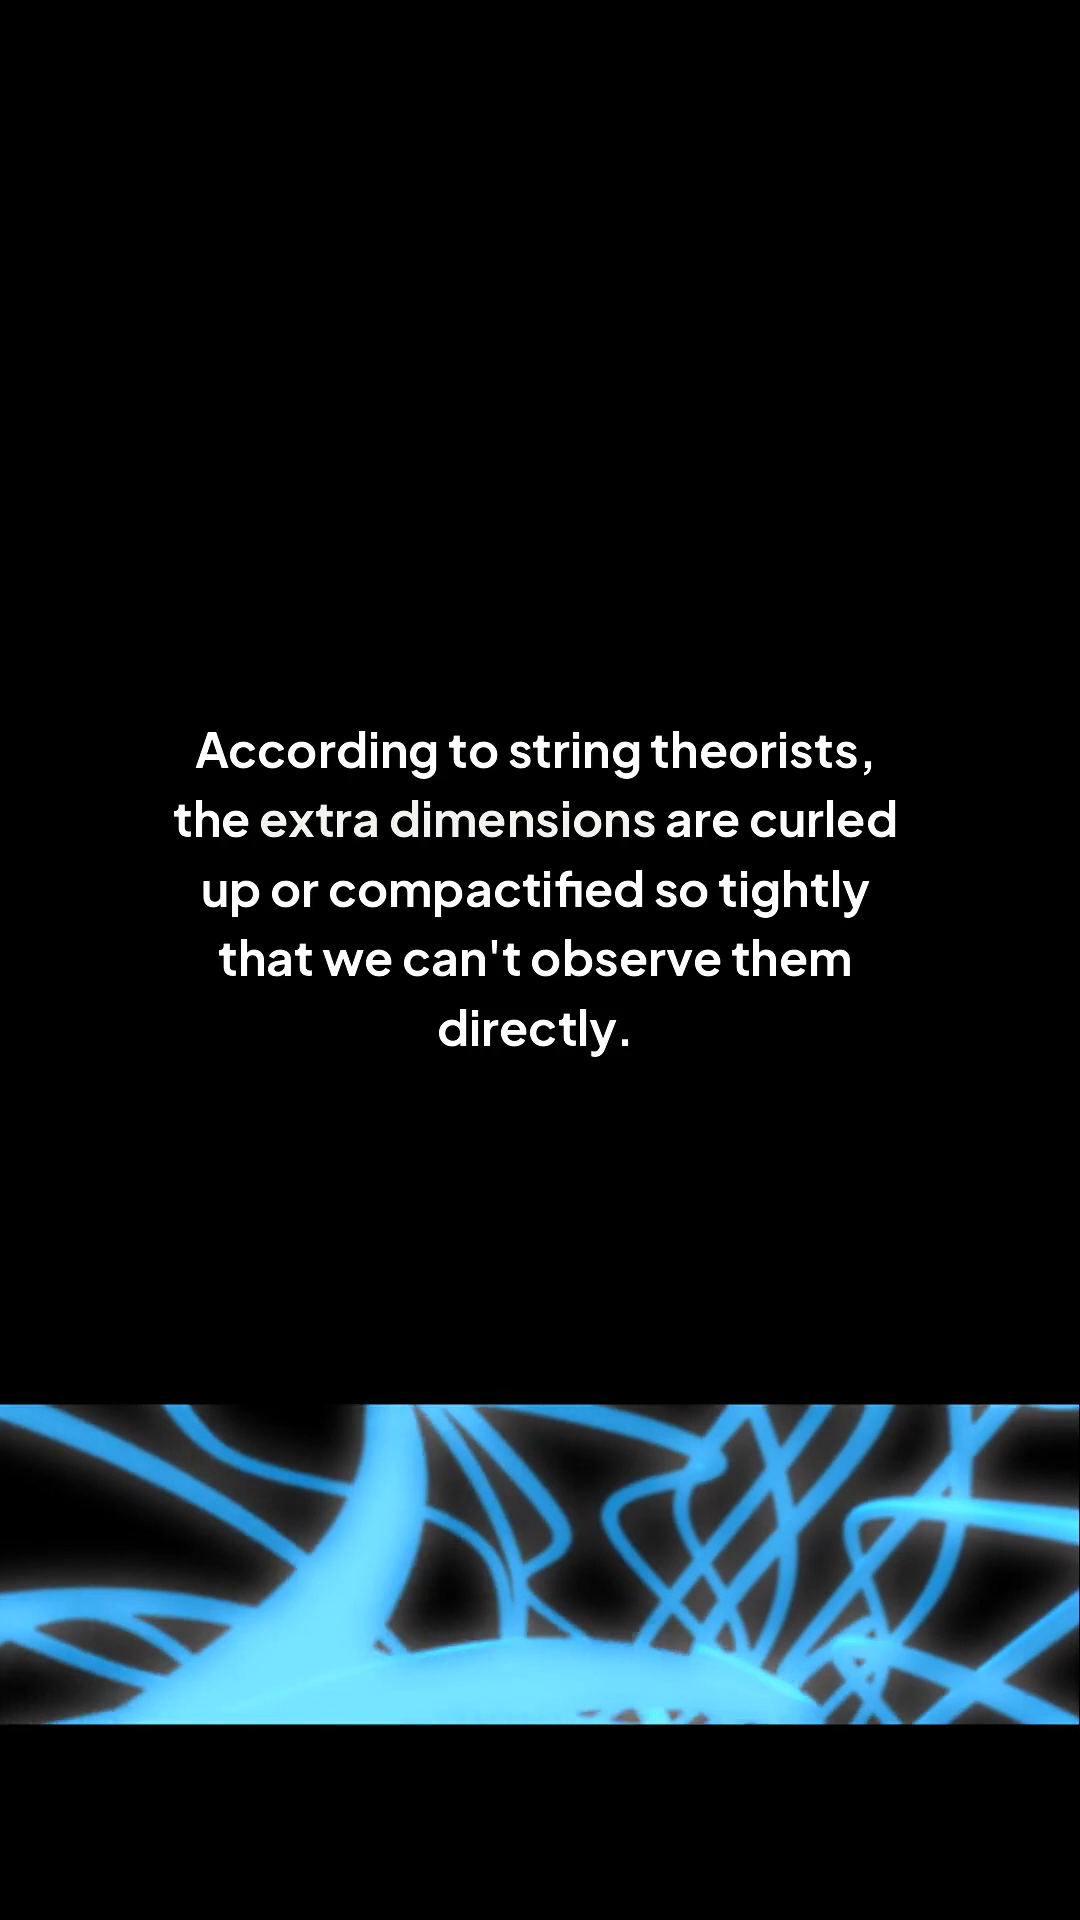 According to string theorists,
the extra dimensions are curled
up or compactified so tightly
that we can't observe them
directly.